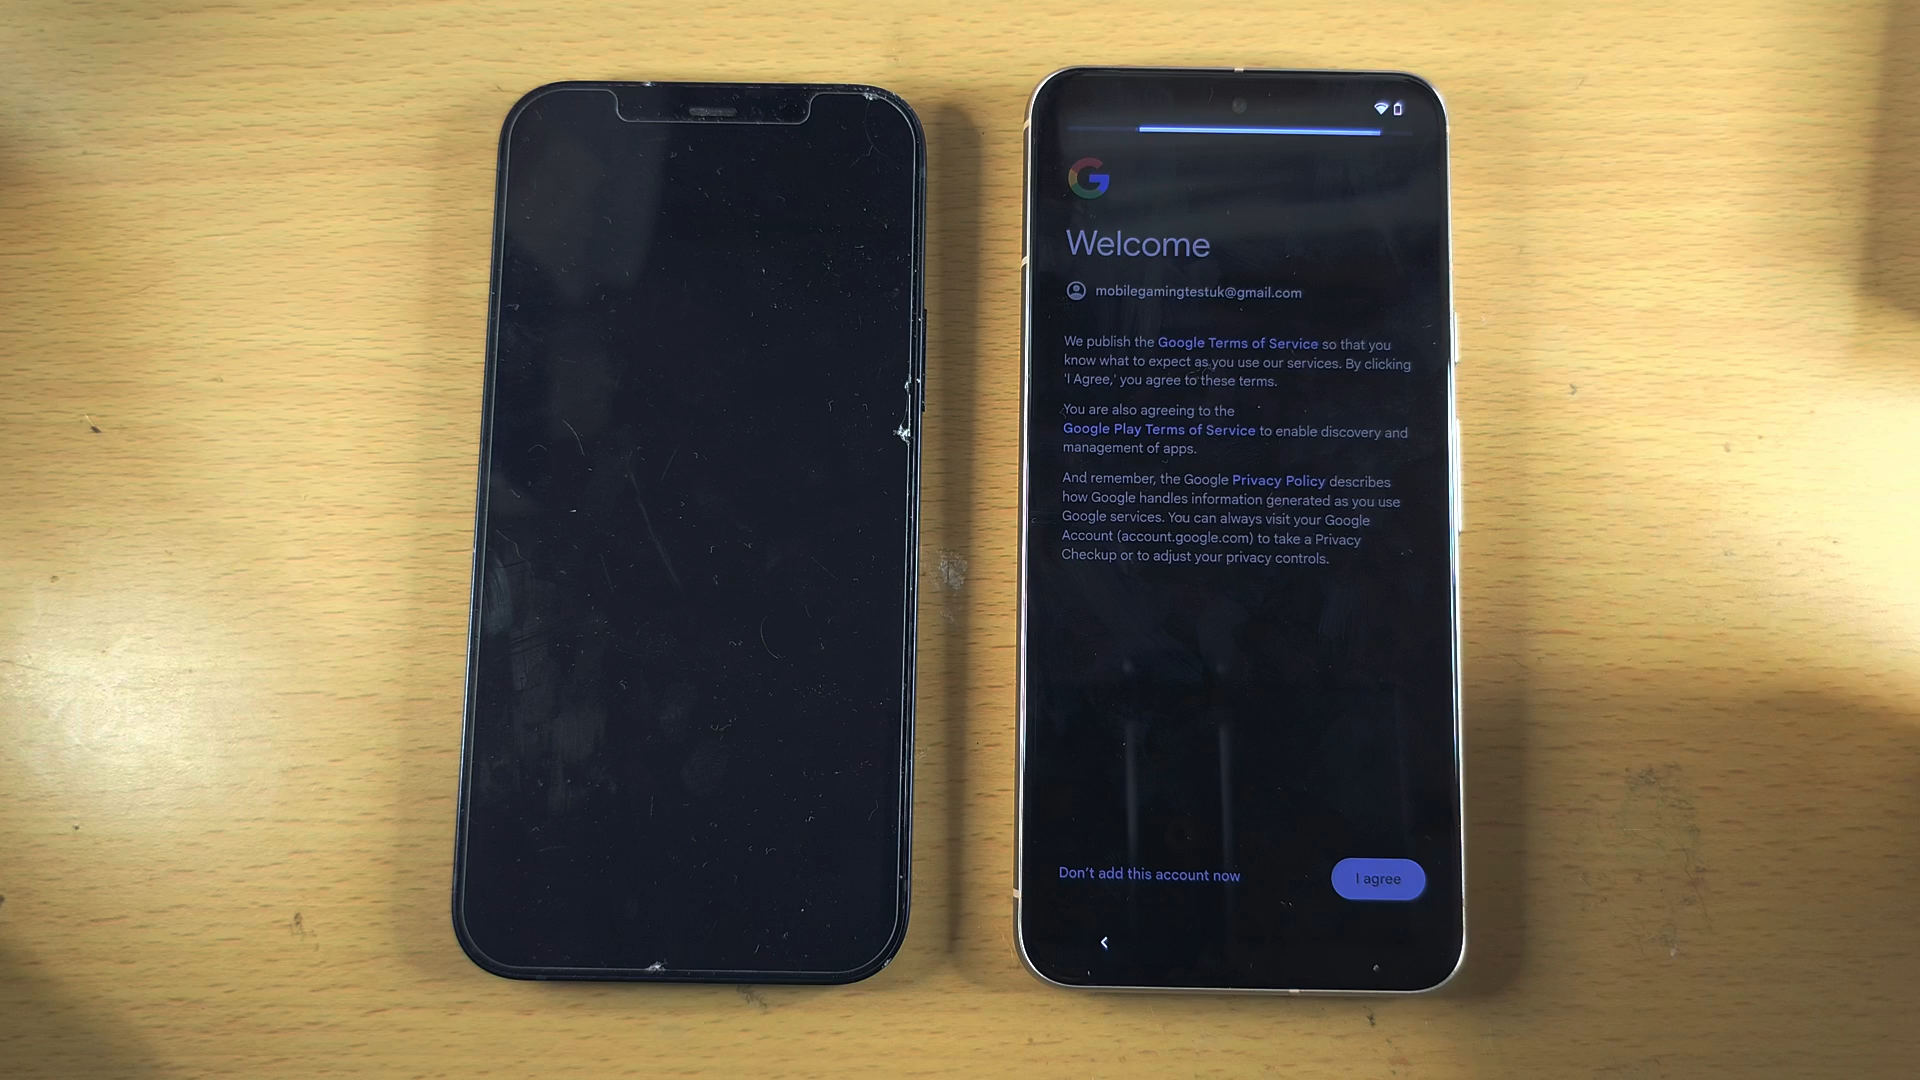 Welcome
mobilegamingtestuk@gmail.com
We publish the Google Terms of Service so that you
know what to expect as you use our services. By clicking
'I Agree,' you agree to these terms.
You are also agreeing to the
Google Play Terms of Service to enable discovery and
management of apps.
And remember, the Google Privacy Policy describes
how Google handles information generated as you use
Google services. You can always visit your Google
Account (account.google.com) to take a Privacy
Checkup or to adjust your privacy controls.
Don't add this account now
I agree